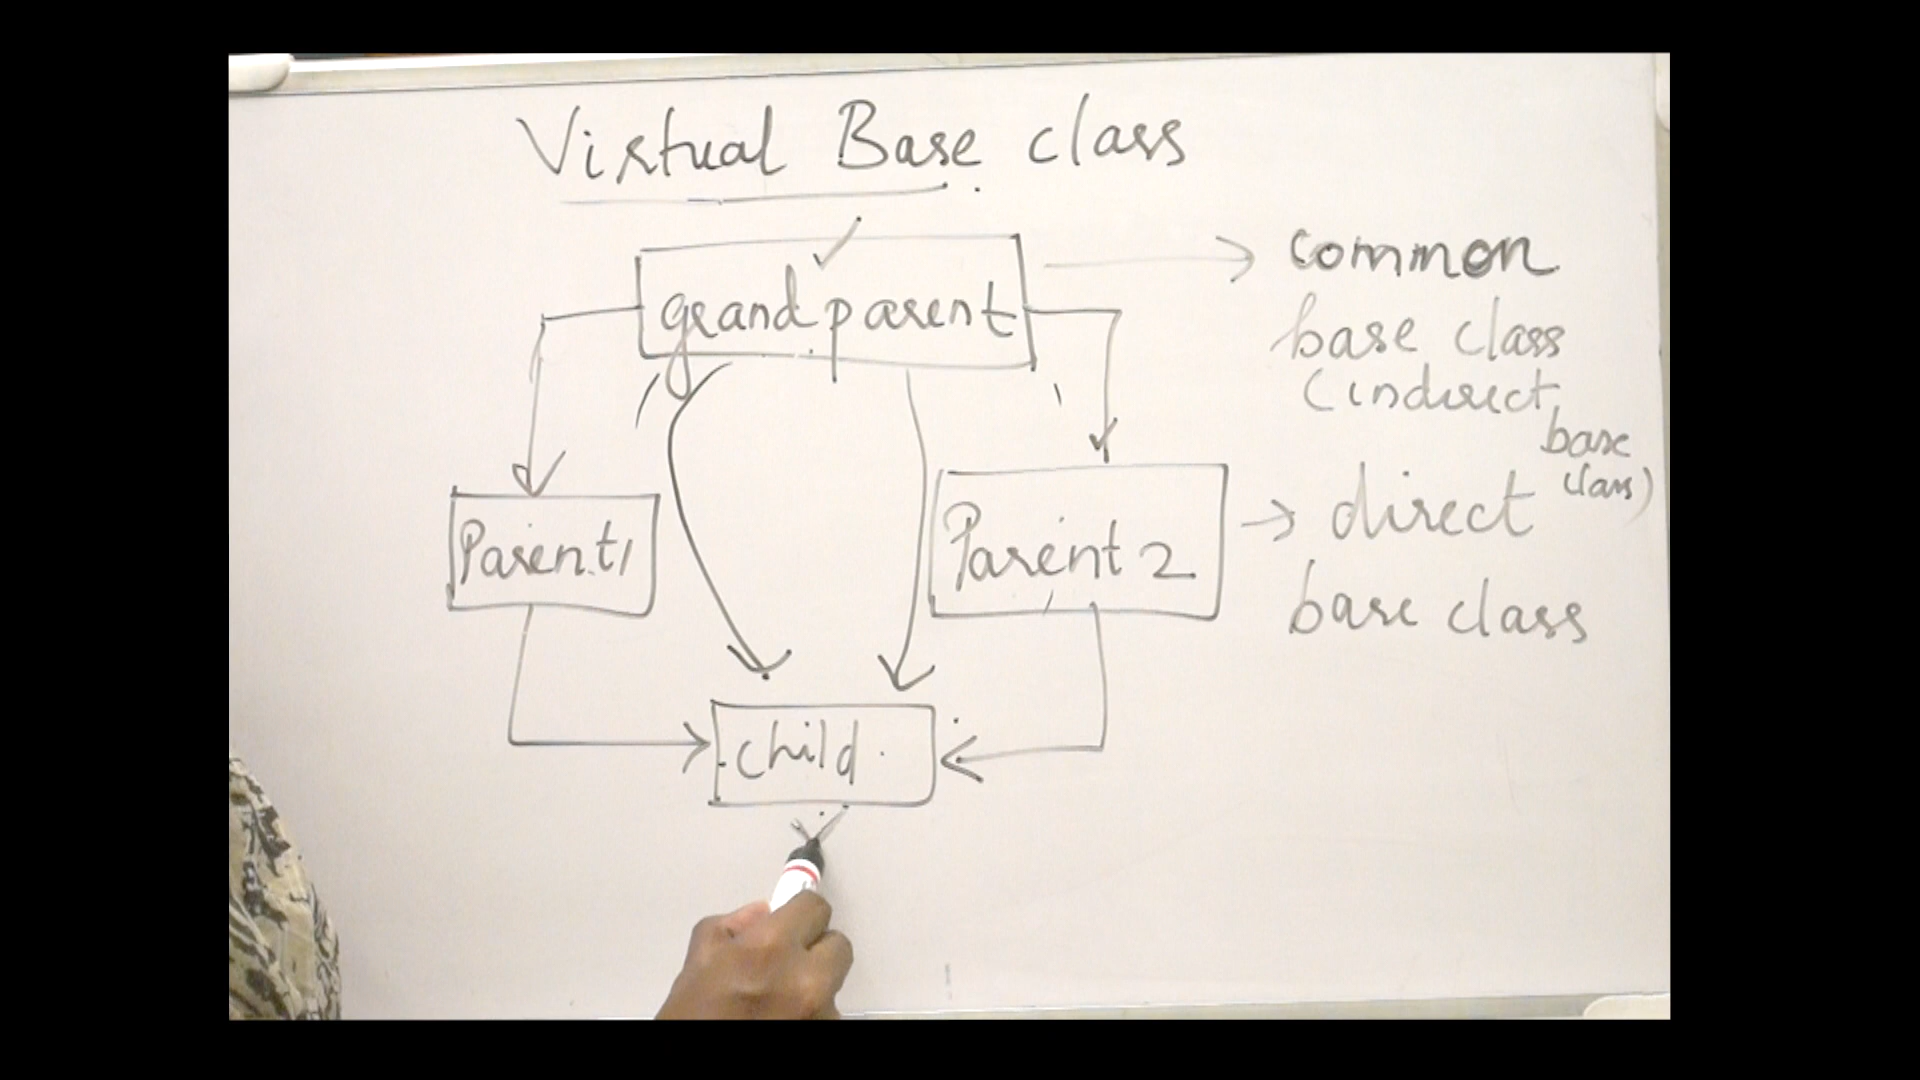 Virtual Base class
grand parent
common
base class
(indirect
base
class)
Parent1
Parent 2
direct
base class
child